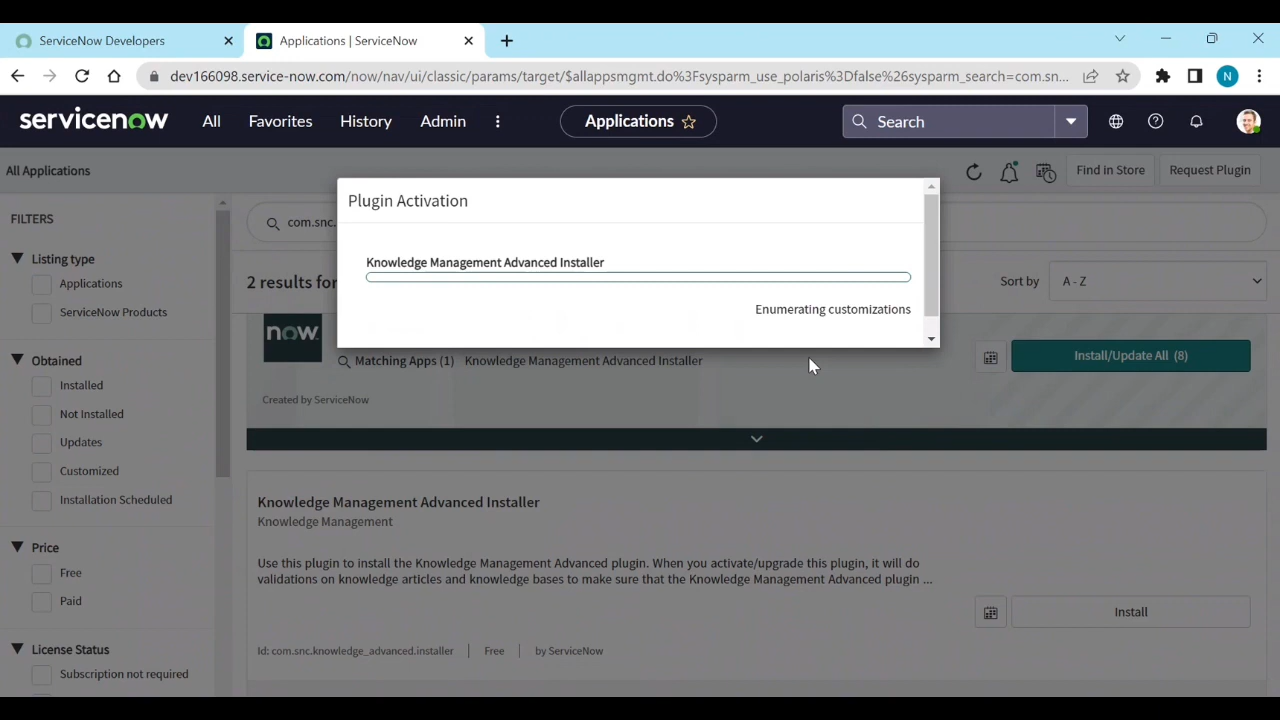 ServiceNow Developers
Applications | ServiceNow
dev166098.service-now.com/now/nav/ui/classic/params/target/$allappsmgmt.do%3Fsysparm_use_polaris%3Dfalse%26sysparm_search=com.sn...
N
servicenow
All
Favorites
History
Admin
Applications
Search
All Applications
Find in Store
Request Plugin
FILTERS
Listing type
Applications
ServiceNow Products
Obtained
Installed
Not Installed
Updates
Customized
Installation Scheduled
Price
Free
Paid
License Status
Subscription not required
com.snc.
2 results for
Sort by
A - Z
Plugin Activation
Knowledge Management Advanced Installer
Enumerating customizations
now
Matching Apps (1) Knowledge Management Advanced Installer
Install/Update All (8)
Created by ServiceNow
Knowledge Management Advanced Installer
Knowledge Management
Use this plugin to install the Knowledge Management Advanced plugin. When you activate/upgrade this plugin, it will do
validations on knowledge articles and knowledge bases to make sure that the Knowledge Management Advanced plugin ...
Install
Id: com.snc.knowledge_advanced.installer
Free
by ServiceNow